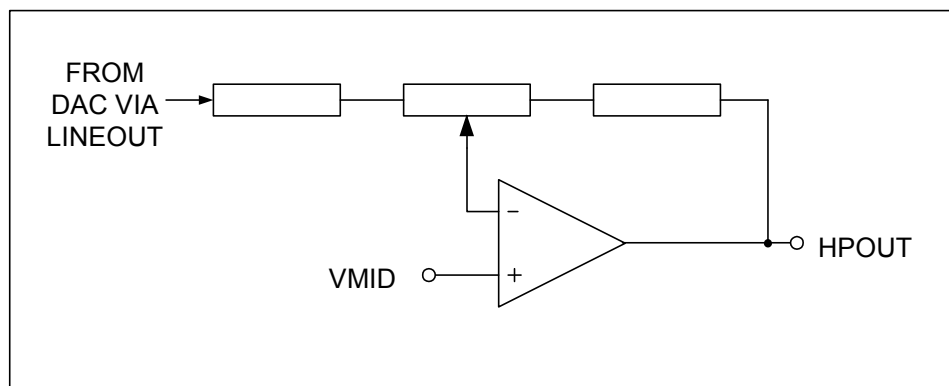 FROM
DAC VIA
LINEOUT
-
+
VMID
HPOUT